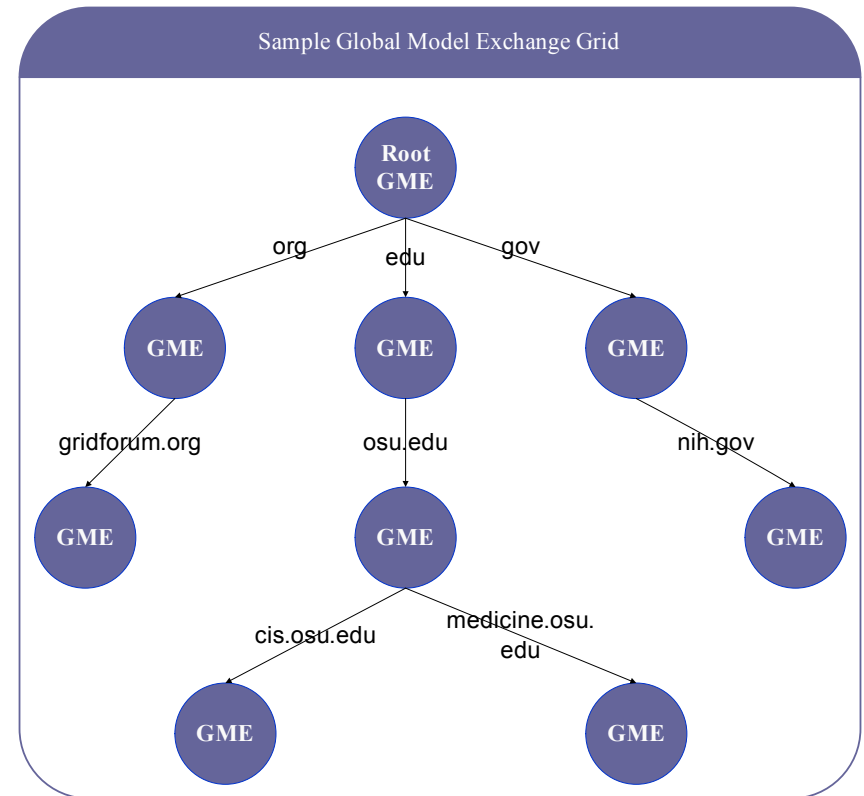 Sample Global Model Exchange Grid
Root
GME
org
edu
gov
GME
GME
GME
gridforum.org
osu.edu
nih.gov
GME
GME
GME
cis.osu.edu
medicine.osu.
edu
GME
GME